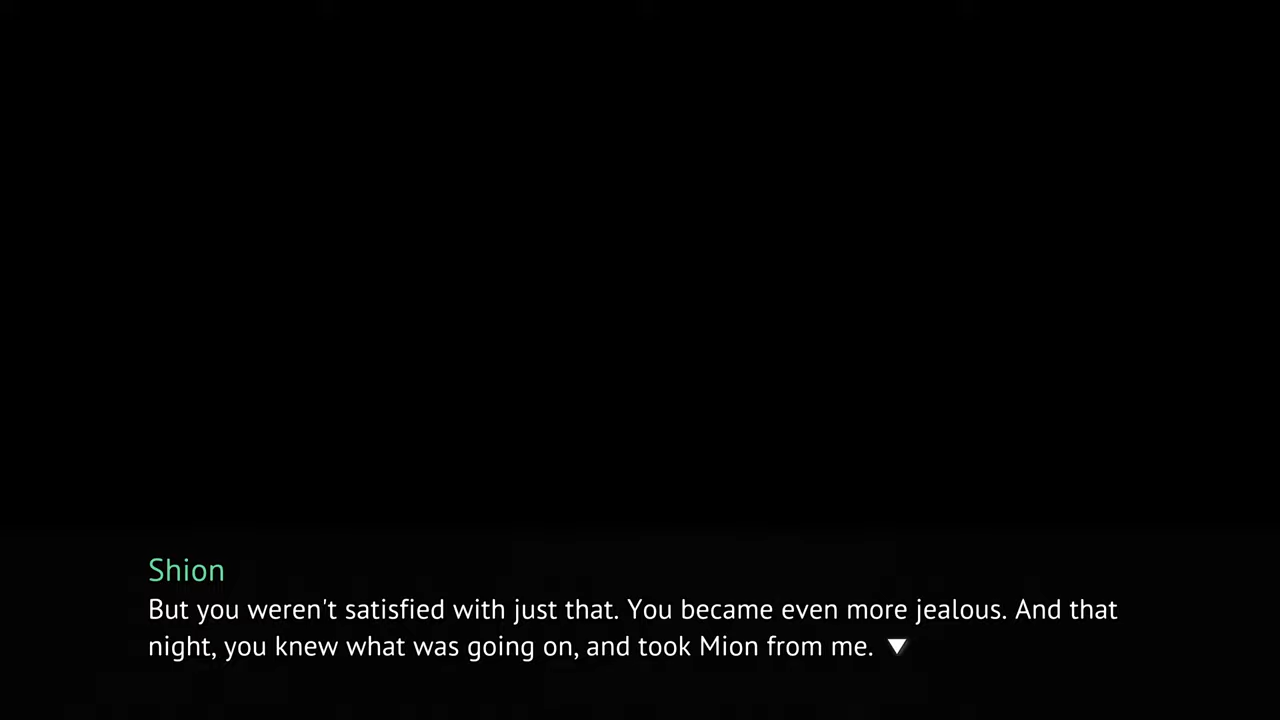 Shion
But you weren't satisfied with just that. You became even more jealous. And that
night, you knew what was going on, and took Mion from me.